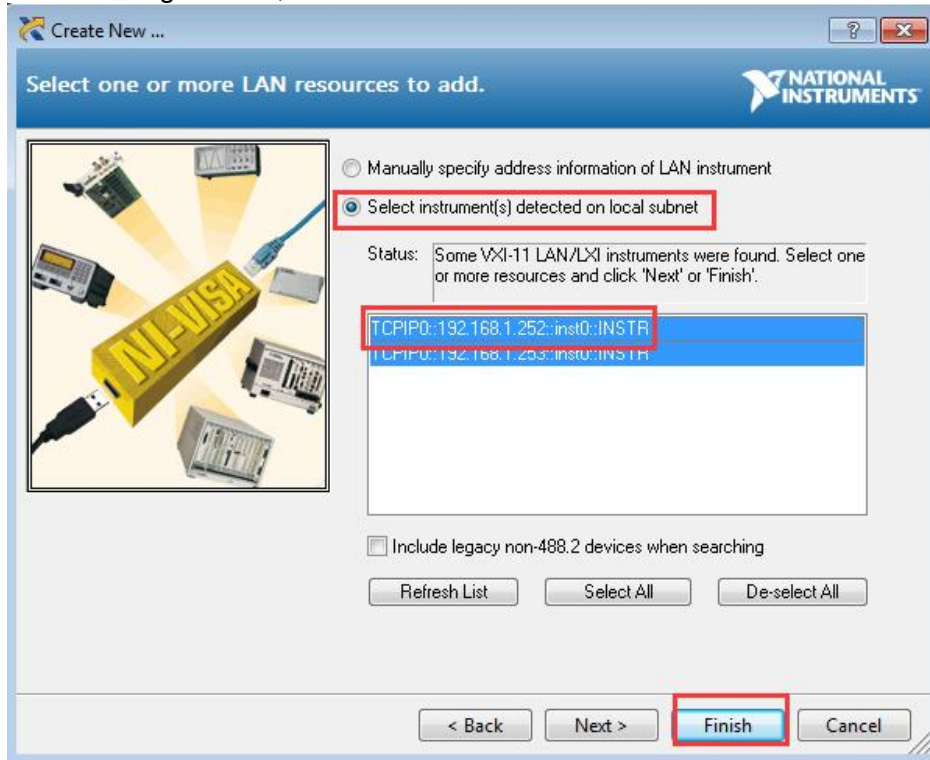 Create New ...
Select one or more LAN resources to add.
NATIONAL
INSTRUMENTS
NI-VISA
Manually specify address information of LAN instrument
Select instrument(s) detected on local subnet
Status: Some VXI-11 LAN/LXI instruments were found. Select one
or more resources and click 'Next' or 'Finish'.
TCPIP0::192.168.1.252::inst0::INSTR
TCPIP0::192.168.1.253::inst0::INSTR
Include legacy non-488.2 devices when searching
Refresh List Select All De-select All
< Back Next > Finish Cancel